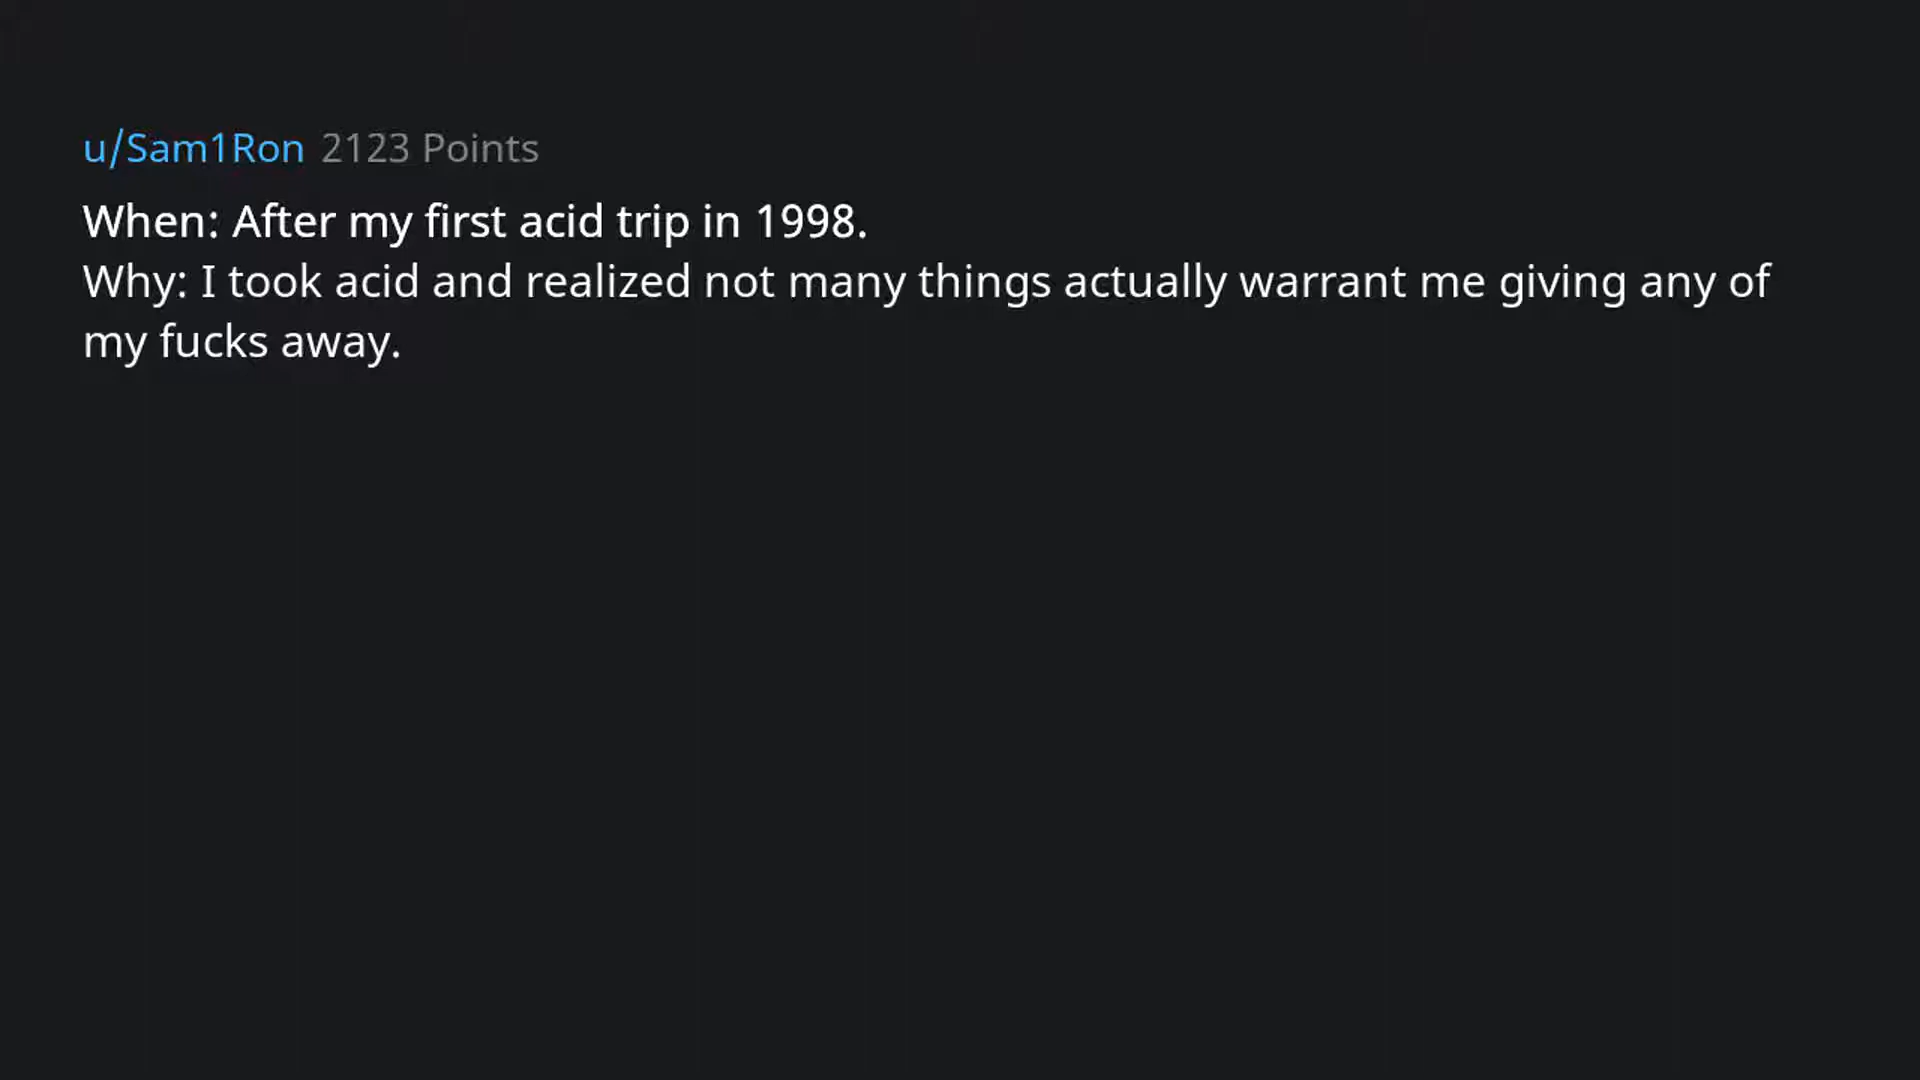 u/Sam1Ron 2123 Points
When: After my first acid trip in 1998.
Why: I took acid and realized not many things actually warrant me giving any of
my fucks away.